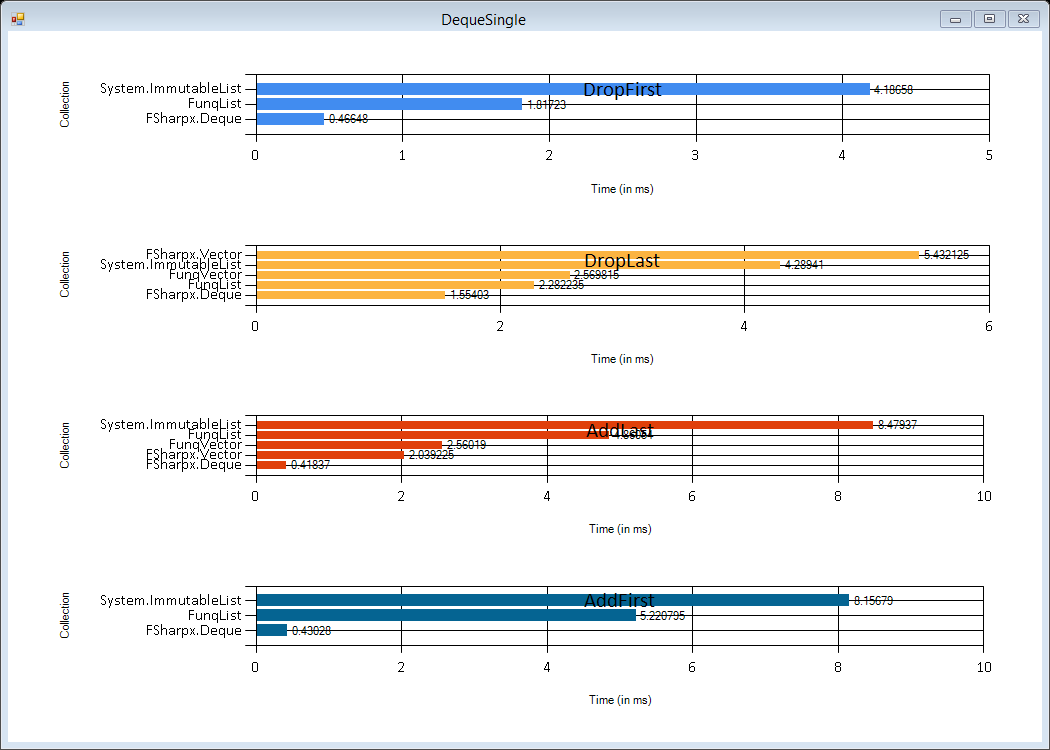 DequeSingle
DropFirst
Collection
System.ImmutableList
4.18658
FunqList
1.81723
FSharpx.Deque
0.46648
0 1 2 3 4 5
Time (in ms)
DropLast
Collection
FSharpx.Vector
5.432125
System.ImmutableList
4.28941
FunqVector
2.569815
FunqList
2.282235
FSharpx.Deque
1.55403
0 2 4 6
Time (in ms)
AddLast
Collection
System.ImmutableList
8.47937
FunqList
FunqVector
2.56019
FSharpx.Vector
2.039225
FSharpx.Deque
0.41837
0 2 4 6 8 10
Time (in ms)
AddFirst
Collection
System.ImmutableList
8.15679
FunqList
5.220795
FSharpx.Deque
0.43028
0 2 4 6 8 10
Time (in ms)